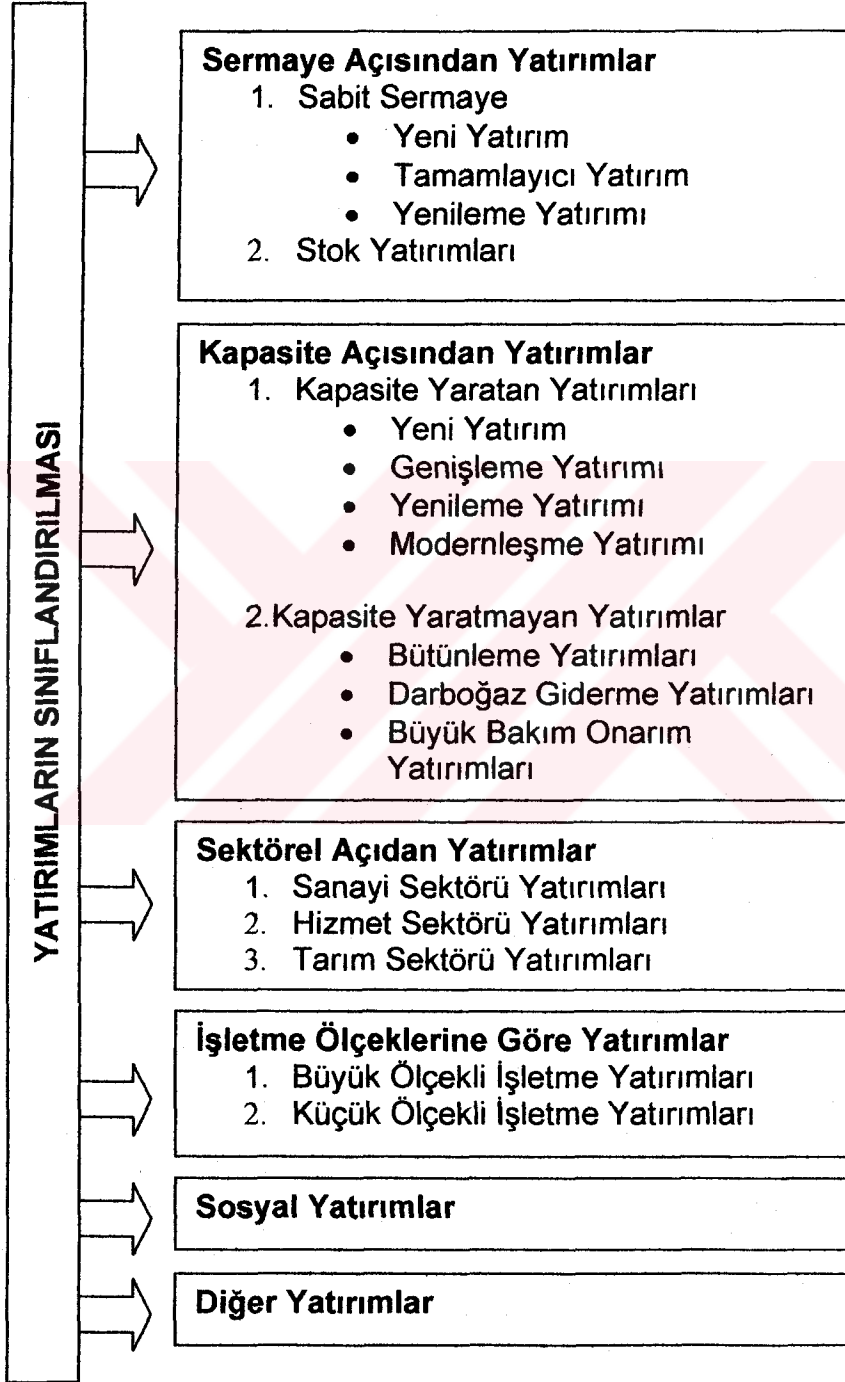 YATIRIMLARIN SINIFLANDIRILMASI
Sermaye Açısından Yatırımlar
1. Sabit Sermaye
• Yeni Yatırım
• Tamamlayıcı Yatırım
• Yenileme Yatırımı
2. Stok Yatırımları
Kapasite Açısından Yatırımlar
1. Kapasite Yaratan Yatırımları
• Yeni Yatırım
• Genişleme Yatırımı
• Yenileme Yatırımı
• Modernleşme Yatırımı
2.Kapasite Yaratmayan Yatırımlar
• Bütünleme Yatırımları
• Darboğaz Giderme Yatırımları
• Büyük Bakım Onarım
Yatırımları
Sektörel Açıdan Yatırımlar
1. Sanayi Sektörü Yatırımları
2. Hizmet Sektörü Yatırımları
3. Tarım Sektörü Yatırımları
İşletme Ölçeklerine Göre Yatırımlar
1. Büyük Ölçekli İşletme Yatırımları
2. Küçük Ölçekli İşletme Yatırımları
Sosyal Yatırımlar
Diğer Yatırımlar